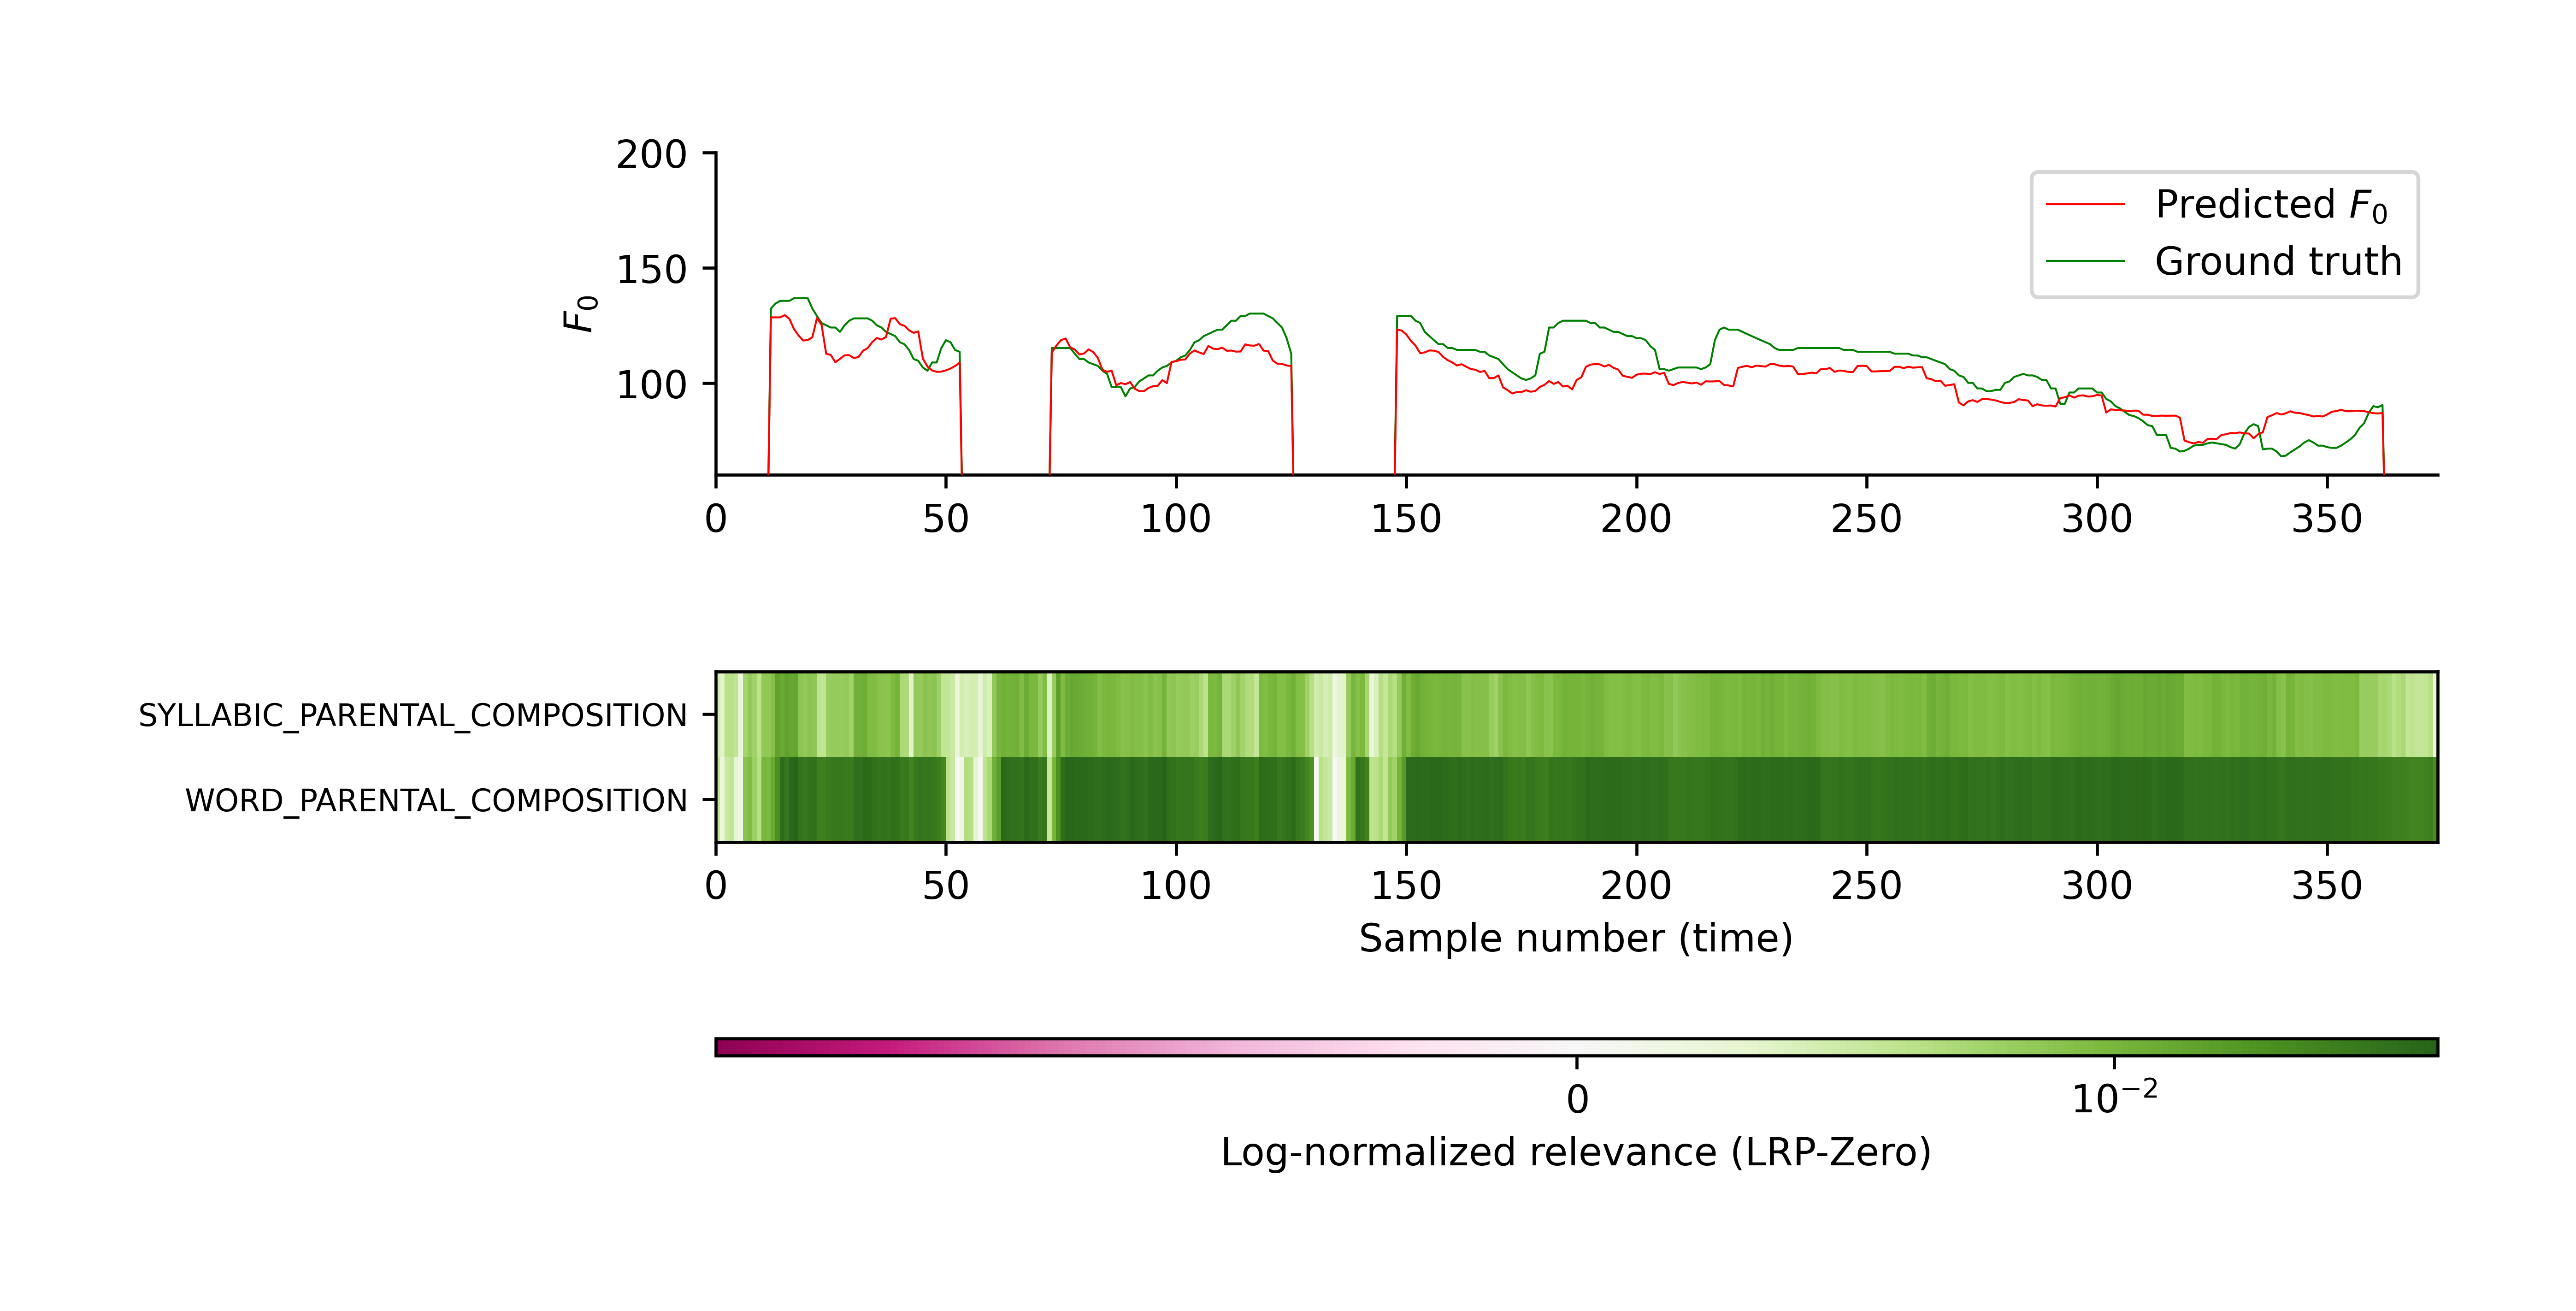 200
150
100
F₀
Predicted F₀
Ground truth
0 50 100 150 200 250 300 350
SYLLABIC_PARENTAL_COMPOSITION
WORD_PARENTAL_COMPOSITION
0 50 100 150 200 250 300 350
Sample number (time)
0 10⁻²
Log-normalized relevance (LRP-Zero)